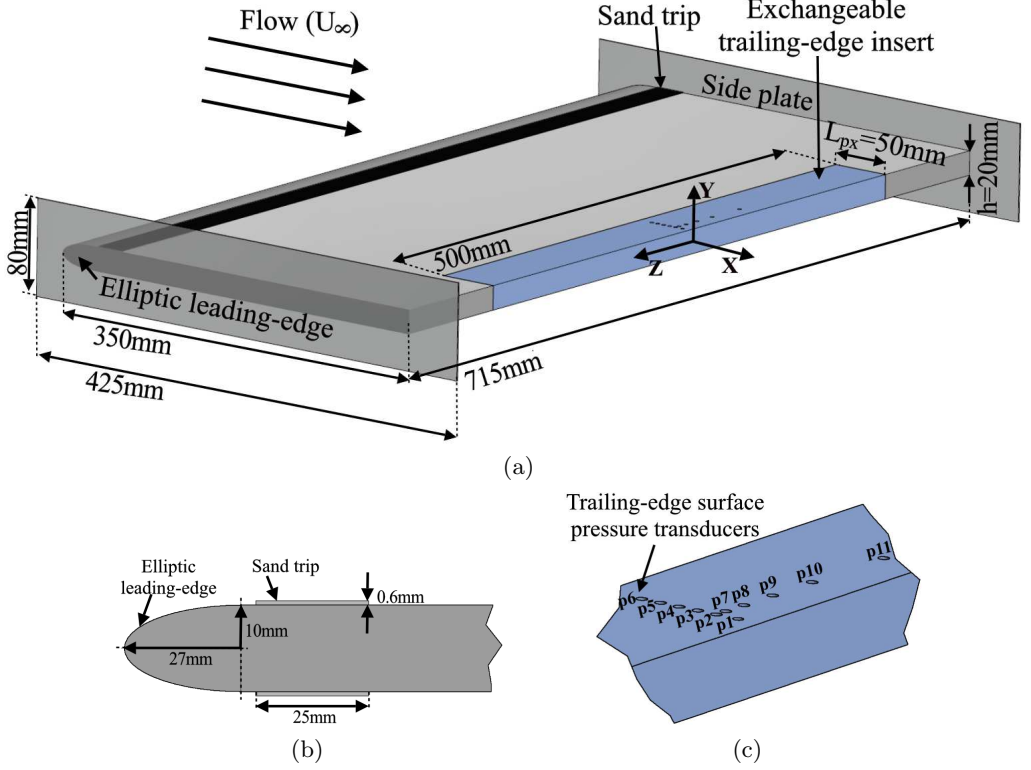 Flow (U∞)
Sand trip
Exchangeable
trailing-edge insert
Side plate
Lpx=50mm
h=20mm
Y
Z
X
500mm
80mm
Elliptic leading-edge
350mm
425mm
715mm
(a)
Elliptic
leading-edge
Sand trip
0.6mm
10mm
27mm
25mm
(b)
Trailing-edge surface
pressure transducers
p11
p10
p9
p8
p7
p6
p5
p4
p3
p2
p1
(c)